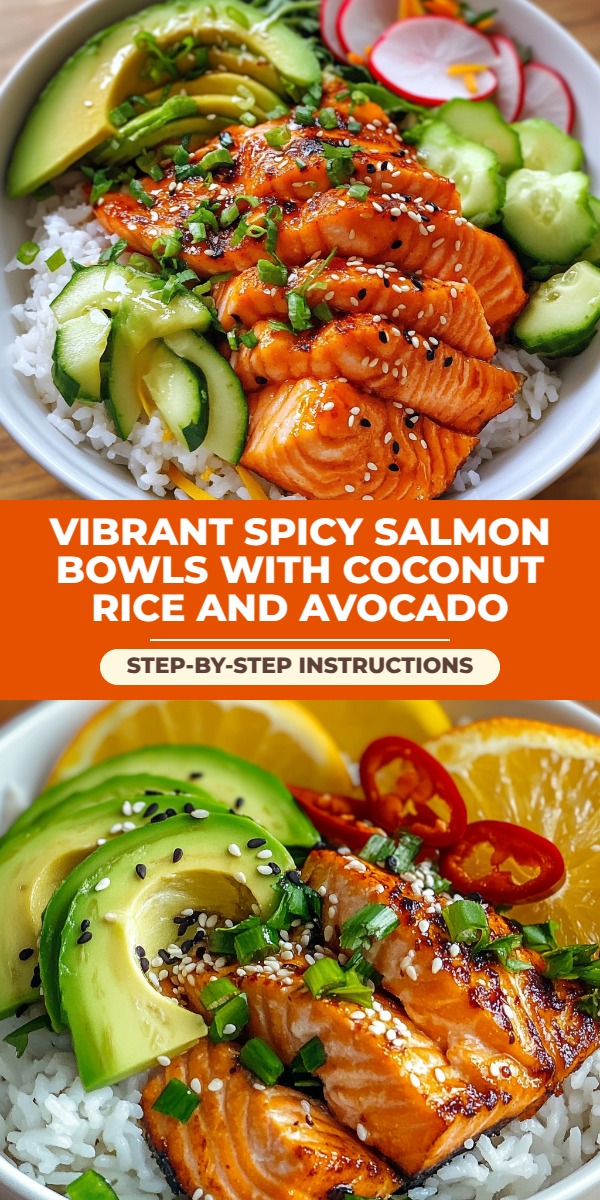 VIBRANT SPICY SALMON
BOWLS WITH COCONUT
RICE AND AVOCADO
STEP-BY-STEP INSTRUCTIONS